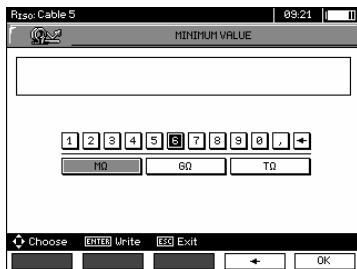 RISO: Cable 5 09:21
MINIMUM VALUE
1 2 3 4 5 6 7 8 9 0 , ←
MΩ GΩ TΩ
Choose ENTER Write ESC Exit
← OK